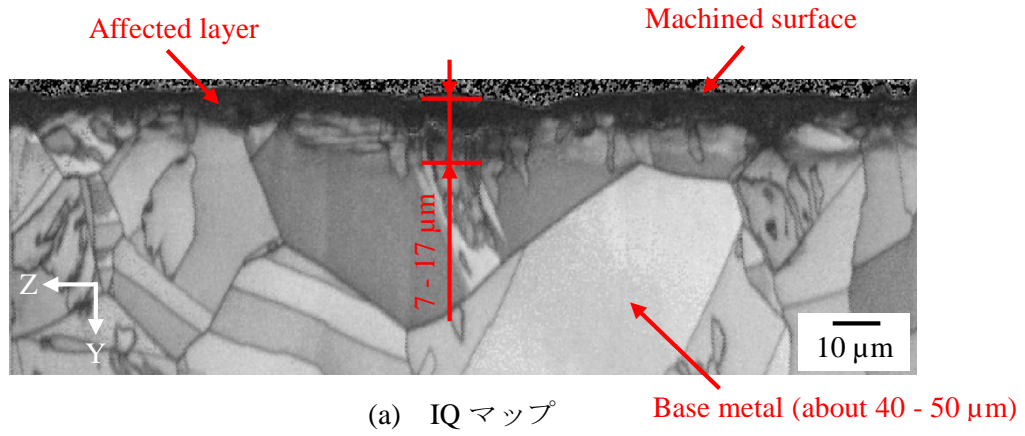 Affected layer
Machined surface
7 - 17 µm
Z
Y
10 µm
Base metal (about 40 - 50 µm)
(a) IQ マップ